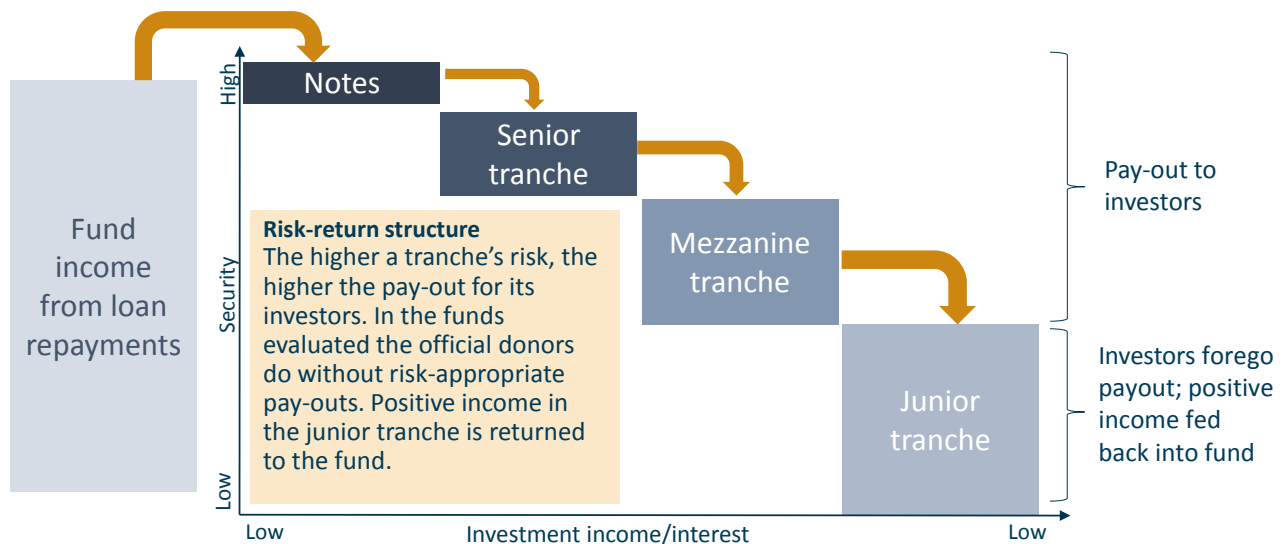 Fund
income
from loan
repayments
High
Security
Low
Notes
Senior
tranche
Mezzanine
tranche
Junior
tranche
Risk-return structure
The higher a tranche's risk, the
higher the pay-out for its
investors. In the funds
evaluated the official donors
do without risk-appropriate
pay-outs. Positive income in
the junior tranche is returned
to the fund.
Pay-out to
investors
Investors forego
payout; positive
income fed
back into fund
Low
Investment income/interest
Low